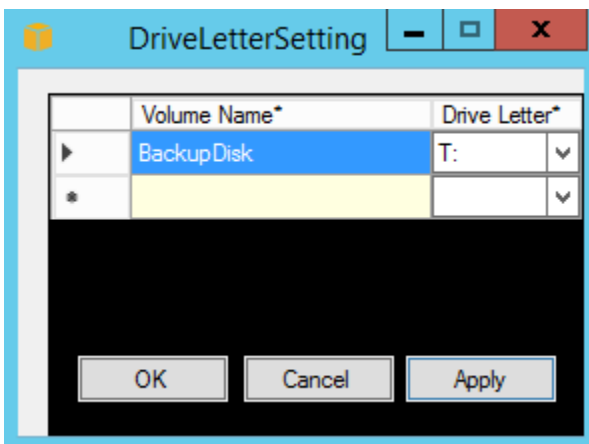 DriveLetterSetting
Volume Name* Drive Letter*
BackupDisk T:
OK Cancel Apply